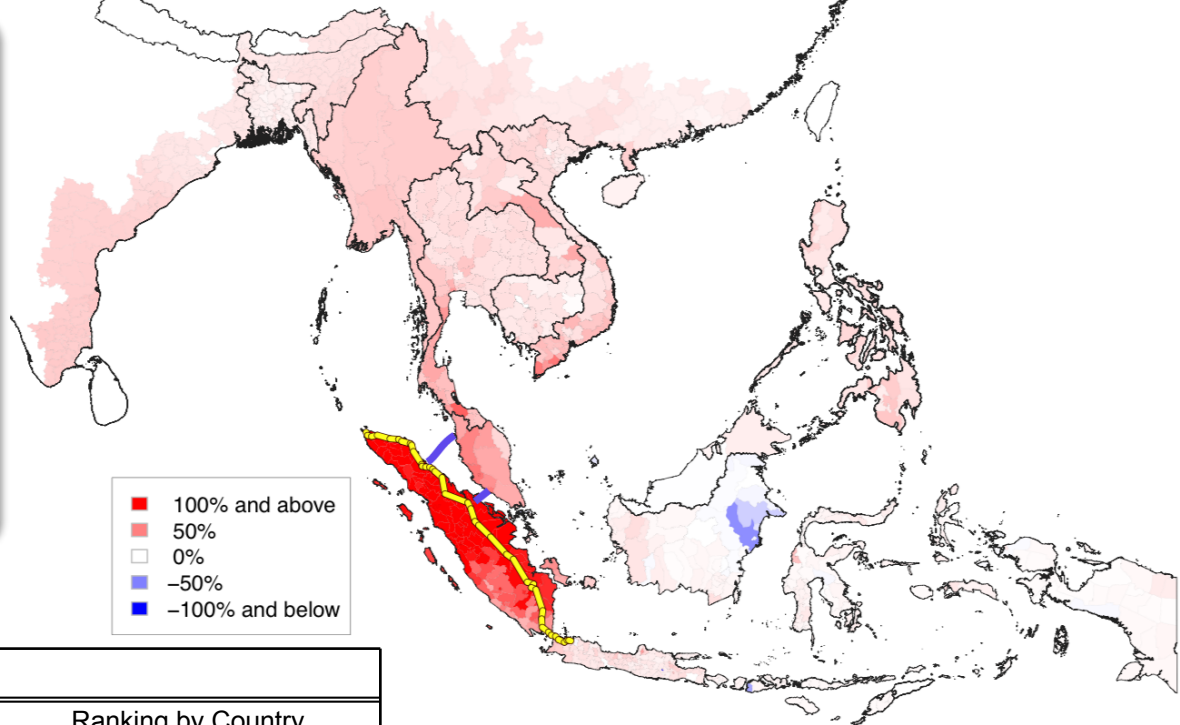 100% and above
50%
0%
−50%
−100% and below
Ranking by Country